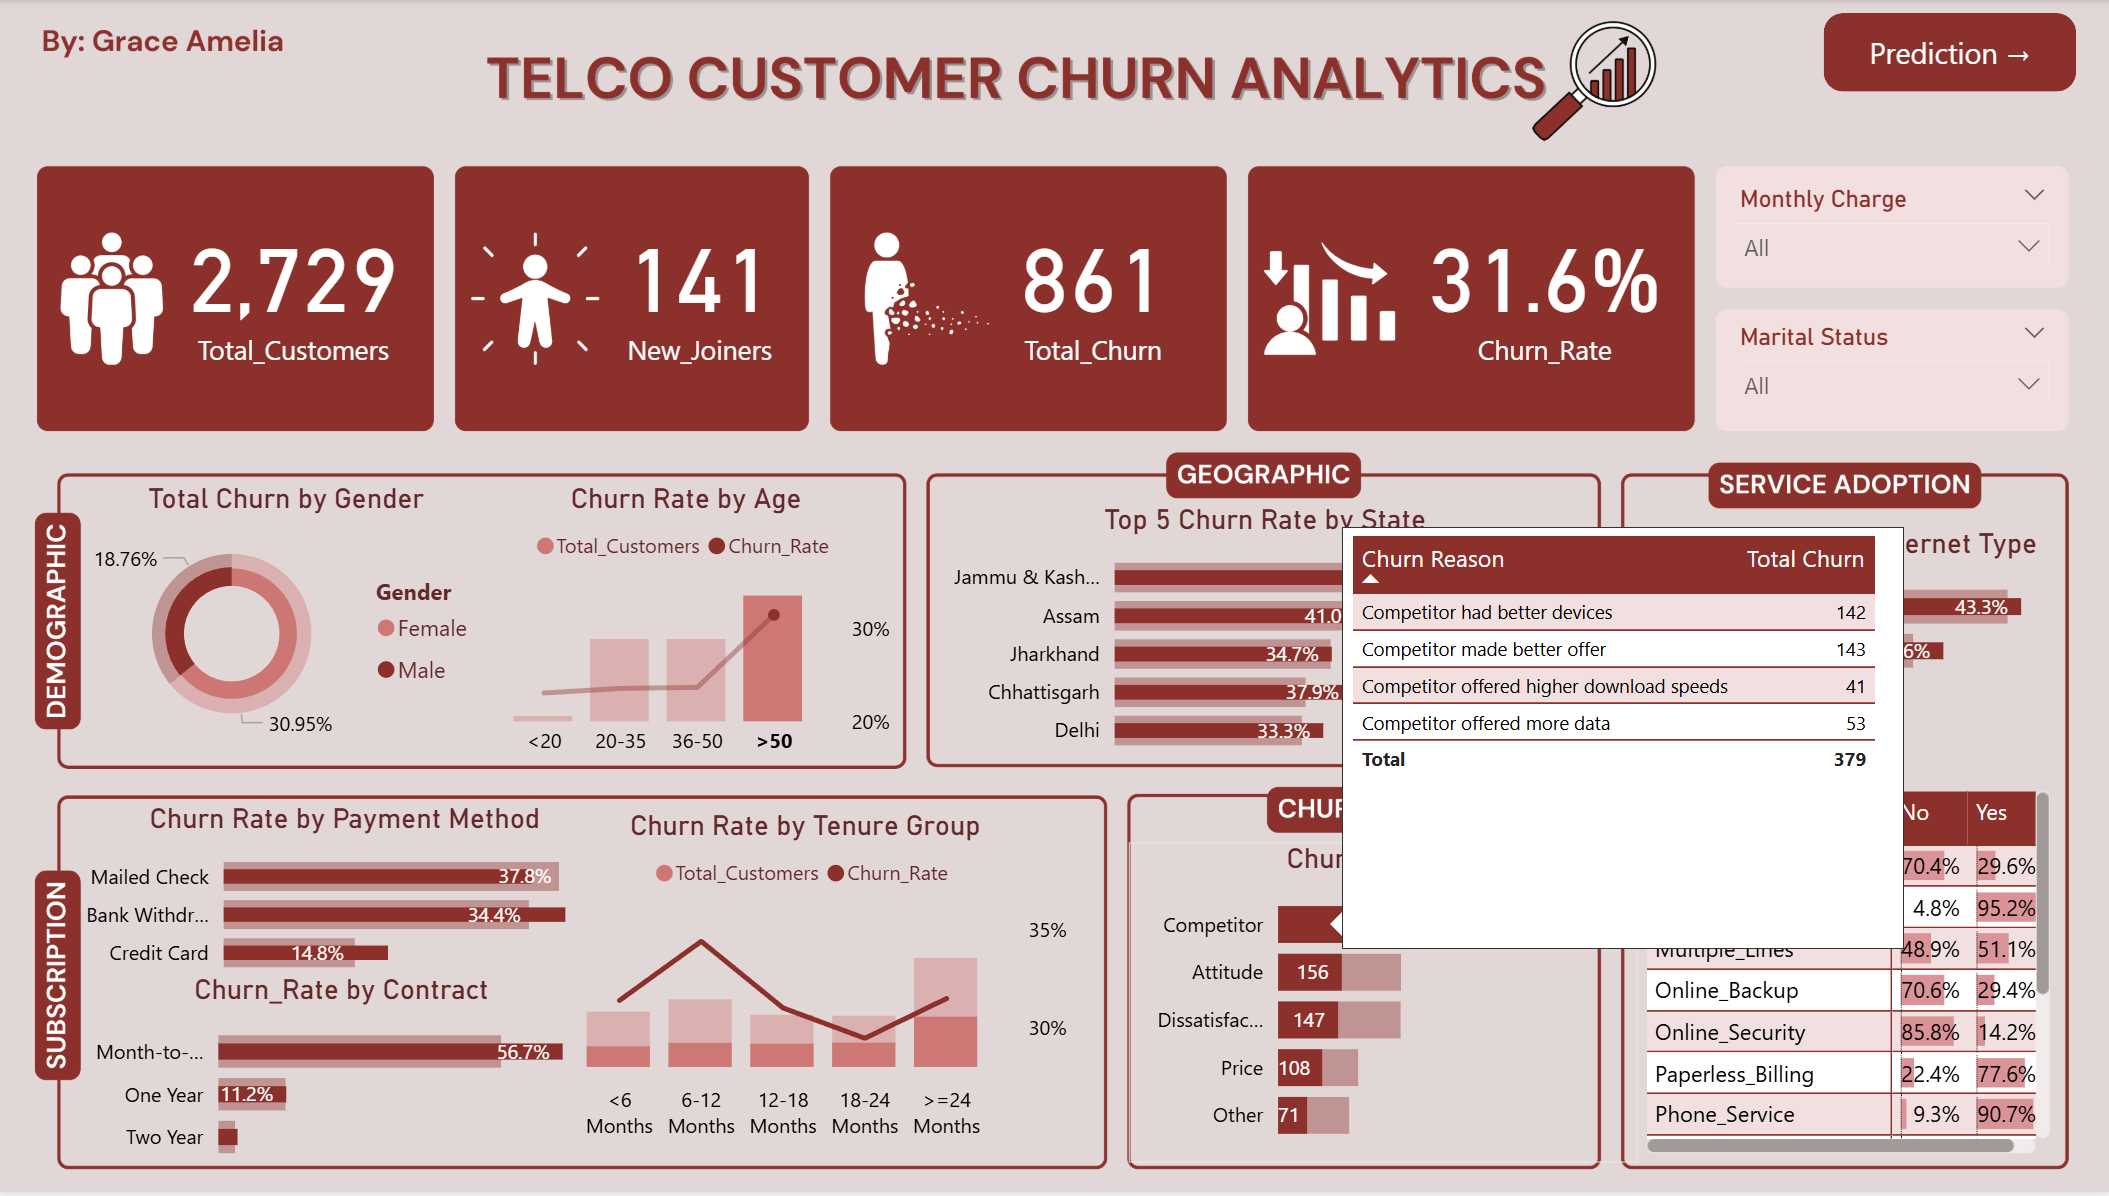 By: Grace Amelia
TELCO CUSTOMER CHURN ANALYTICS
Prediction →
2,729
Total_Customers
141
New_Joiners
861
Total_Churn
31.6%
Churn_Rate
Monthly Charge
All
Marital Status
All
DEMOGRAPHIC
Total Churn by Gender
18.76%
30.95%
Gender
Female
Male
Churn Rate by Age
Total_Customers Churn_Rate
30%
20%
<20 20-35 36-50 >50
GEOGRAPHIC
Top 5 Churn Rate by State
Jammu & Kash...
Assam 41.0
Jharkhand 34.7%
Chhattisgarh 37.9%
Delhi 33.3%
Churn Reason Total Churn
Competitor had better devices 142
Competitor made better offer 143
Competitor offered higher download speeds 41
Competitor offered more data 53
Total 379
SERVICE ADOPTION
ernet Type
43.3%
6%
SUBSCRIPTION
Churn Rate by Payment Method
Mailed Check 37.8%
Bank Withdr... 34.4%
Credit Card 14.8%
Churn_Rate by Contract
Month-to-... 56.7%
One Year 11.2%
Two Year
Churn Rate by Tenure Group
Total_Customers Churn_Rate
35%
30%
<6 Months
6-12 Months
12-18 Months
18-24 Months
>=24 Months
CHUR
Chur
Competitor
Attitude 156
Dissatisfac... 147
Price 108
Other 71
No Yes
70.4% 29.6%
4.8% 95.2%
Multiple_Lines 48.9% 51.1%
Online_Backup 70.6% 29.4%
Online_Security 85.8% 14.2%
Paperless_Billing 22.4% 77.6%
Phone_Service 9.3% 90.7%